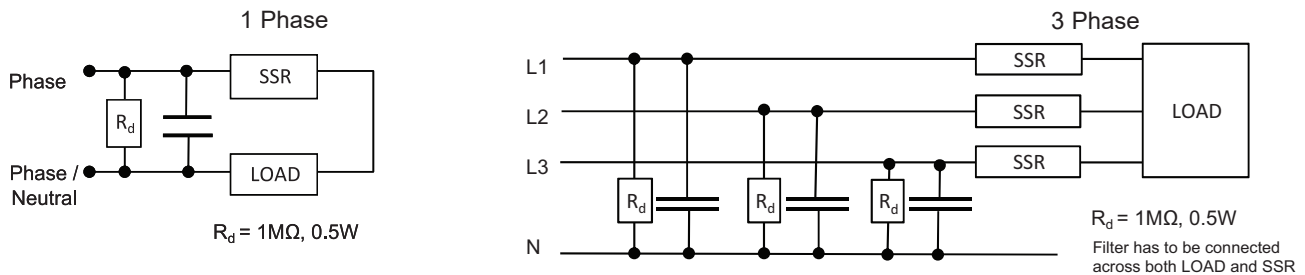 1 Phase
Phase
SSR
R_d
Phase /
Neutral
LOAD
R_d = 1MΩ, 0.5W
3 Phase
L1
SSR
L2
SSR
LOAD
L3
SSR
R_d
R_d
R_d
N
R_d = 1MΩ, 0.5W
Filter has to be connected
across both LOAD and SSR